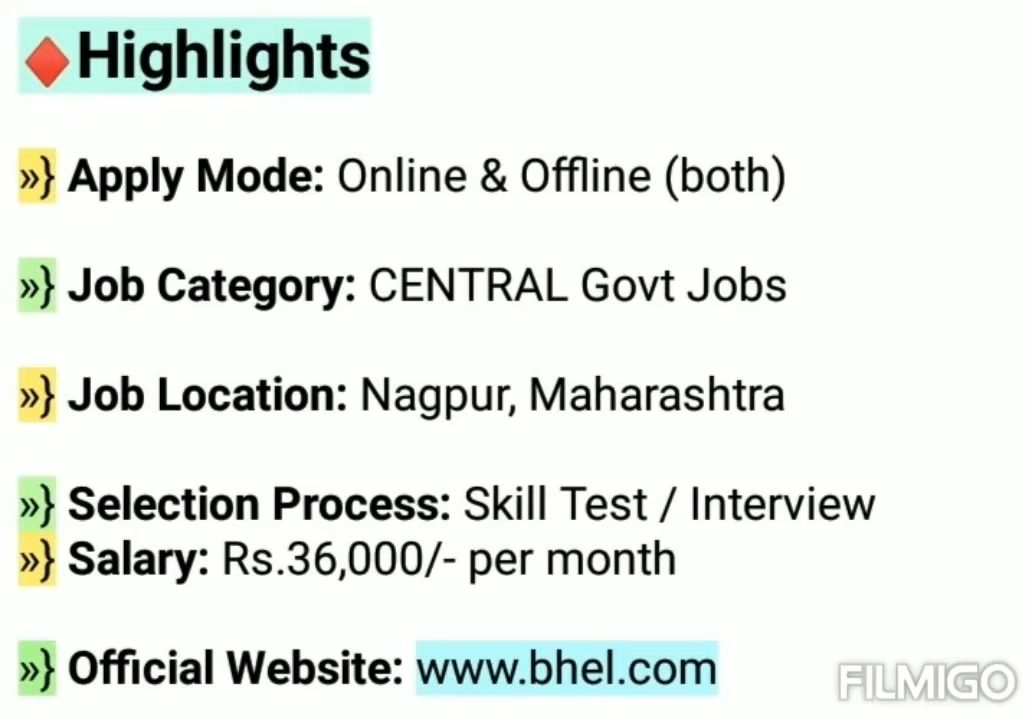 Highlights
»} Apply Mode: Online & Offline (both)
»} Job Category: CENTRAL Govt Jobs
»} Job Location: Nagpur, Maharashtra
»} Selection Process: Skill Test / Interview
»} Salary: Rs.36,000/- per month
»} Official Website: www.bhel.com
FILMIGO